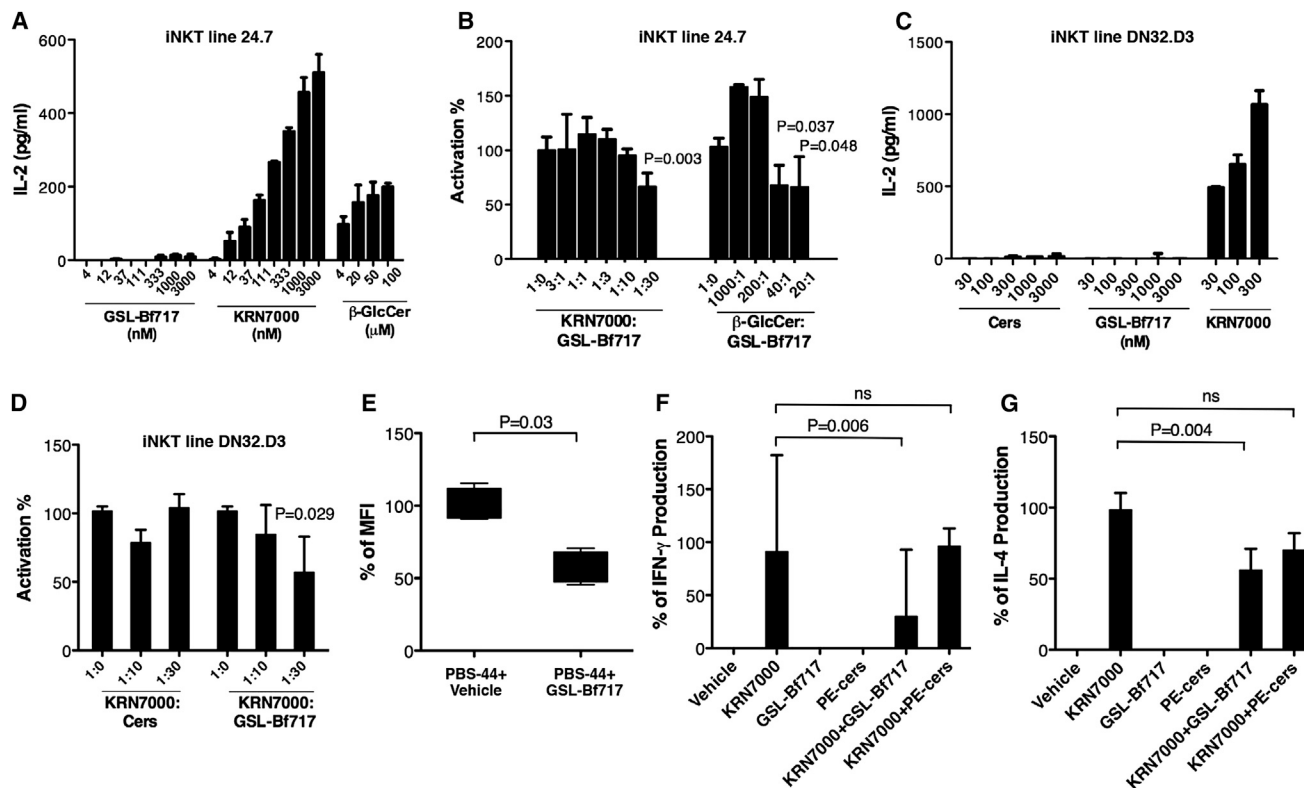 A
iNKT line 24.7
IL-2 (pg/ml)
600
400
200
0
4 12 37 111 333 1000 3000
4 12 37 111 333 1000 3000
4 20 50 100
GSL-Bf717
(nM)
KRN7000
(nM)
β-GlcCer
(μM)
B
iNKT line 24.7
Activation %
200
150
100
50
0
P=0.003
P=0.037
P=0.048
1:0 3:1 1:1 1:3 1:10 1:30
1:0 1000:1 200:1 40:1 20:1
KRN7000:
GSL-Bf717
β-GlcCer:
GSL-Bf717
C
iNKT line DN32.D3
IL-2 (pg/ml)
1500
1000
500
0
30 100 300 1000 3000
30 100 300 1000 3000
30 100 300
Cers
GSL-Bf717
(nM)
KRN7000
D
iNKT line DN32.D3
Activation %
150
100
50
0
P=0.029
1:0 1:10 1:30
1:0 1:10 1:30
KRN7000:
Cers
KRN7000:
GSL-Bf717
E
% of MFI
150
100
50
0
P=0.03
PBS-44+
Vehicle
PBS-44+
GSL-Bf717
F
% of IFN-γ Production
200
150
100
50
0
ns
P=0.006
Vehicle
KRN7000
GSL-Bf717
PE-cers
KRN7000+GSL-Bf717
KRN7000+PE-cers
G
% of IL-4 Production
150
100
50
0
ns
P=0.004
Vehicle
KRN7000
GSL-Bf717
PE-cers
KRN7000+GSL-Bf717
KRN7000+PE-cers